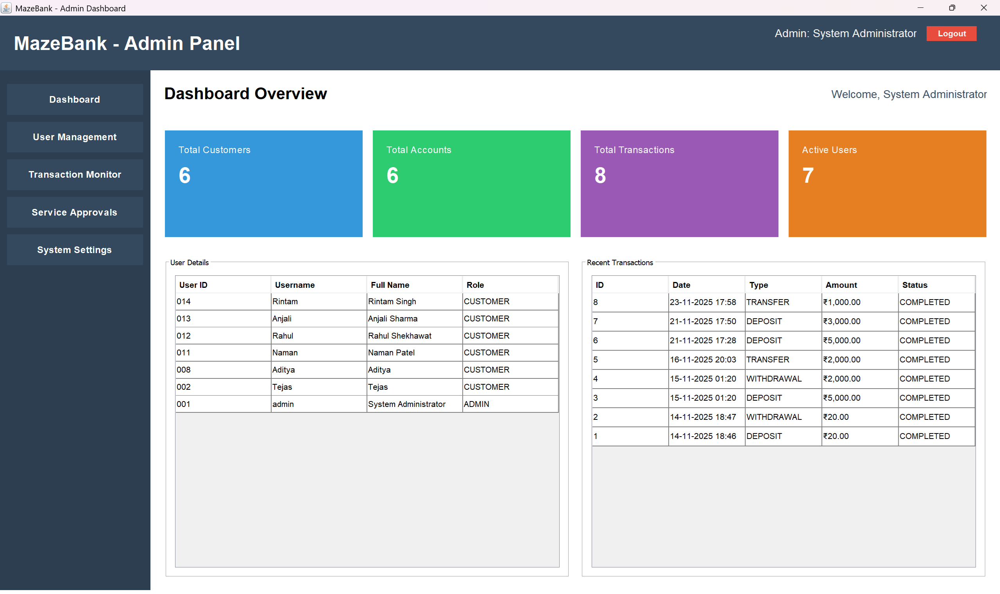 MazeBank - Admin Dashboard
MazeBank - Admin Panel
Admin: System Administrator
Logout
Dashboard
User Management
Transaction Monitor
Service Approvals
System Settings
Dashboard Overview
Welcome, System Administrator
Total Customers
6
Total Accounts
6
Total Transactions
8
Active Users
7
User Details
User ID Username Full Name Role
014 Rintam Rintam Singh CUSTOMER
013 Anjali Anjali Sharma CUSTOMER
012 Rahul Rahul Shekhawat CUSTOMER
011 Naman Naman Patel CUSTOMER
008 Aditya Aditya CUSTOMER
002 Tejas Tejas CUSTOMER
001 admin System Administrator ADMIN
Recent Transactions
ID Date Type Amount Status
8 23-11-2025 17:58 TRANSFER ₹1,000.00 COMPLETED
7 21-11-2025 17:50 DEPOSIT ₹3,000.00 COMPLETED
6 21-11-2025 17:28 DEPOSIT ₹5,000.00 COMPLETED
5 16-11-2025 20:03 TRANSFER ₹2,000.00 COMPLETED
4 15-11-2025 01:20 WITHDRAWAL ₹2,000.00 COMPLETED
3 15-11-2025 01:20 DEPOSIT ₹5,000.00 COMPLETED
2 14-11-2025 18:47 WITHDRAWAL ₹20.00 COMPLETED
1 14-11-2025 18:46 DEPOSIT ₹20.00 COMPLETED